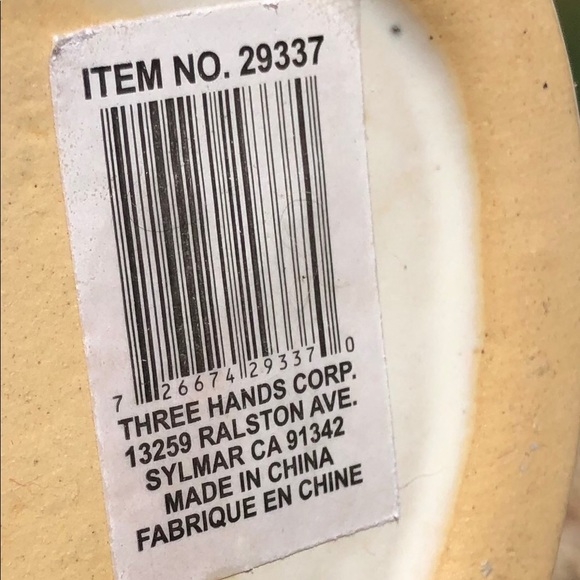 ITEM NO. 29337
7 26674 29337 0
THREE HANDS CORP.
13259 RALSTON AVE.
SYLMAR CA 91342
MADE IN CHINA
FABRIQUE EN CHINE